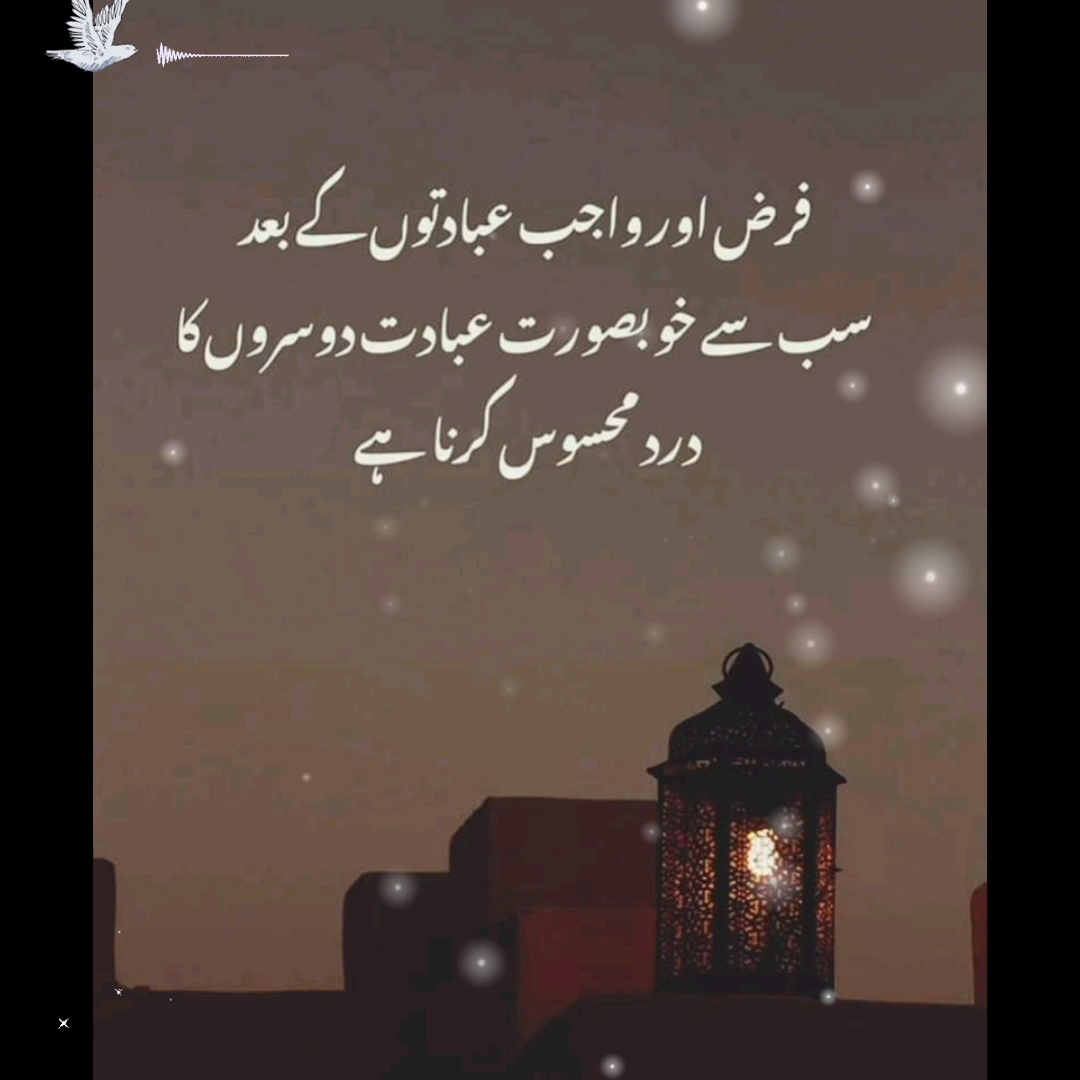 فرض اور واجب عبادتوں کے بعد
سب سے خوبصورت عبادت دوسروں کا
درد محسوس کرنا ہے